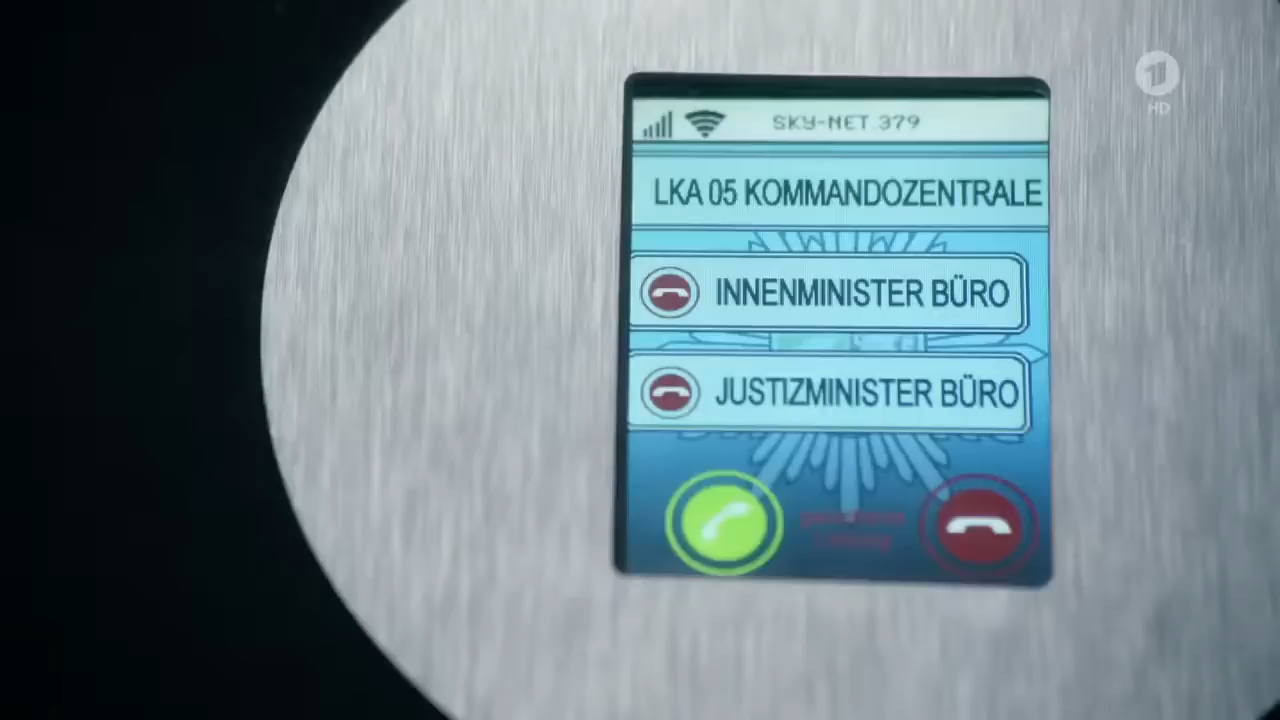 SKY-NET.379
LKA 05 KOMMANDOZENTRALE
INNENMINISTER BÜRO
JUSTIZMINISTER BÜRO
1
HD